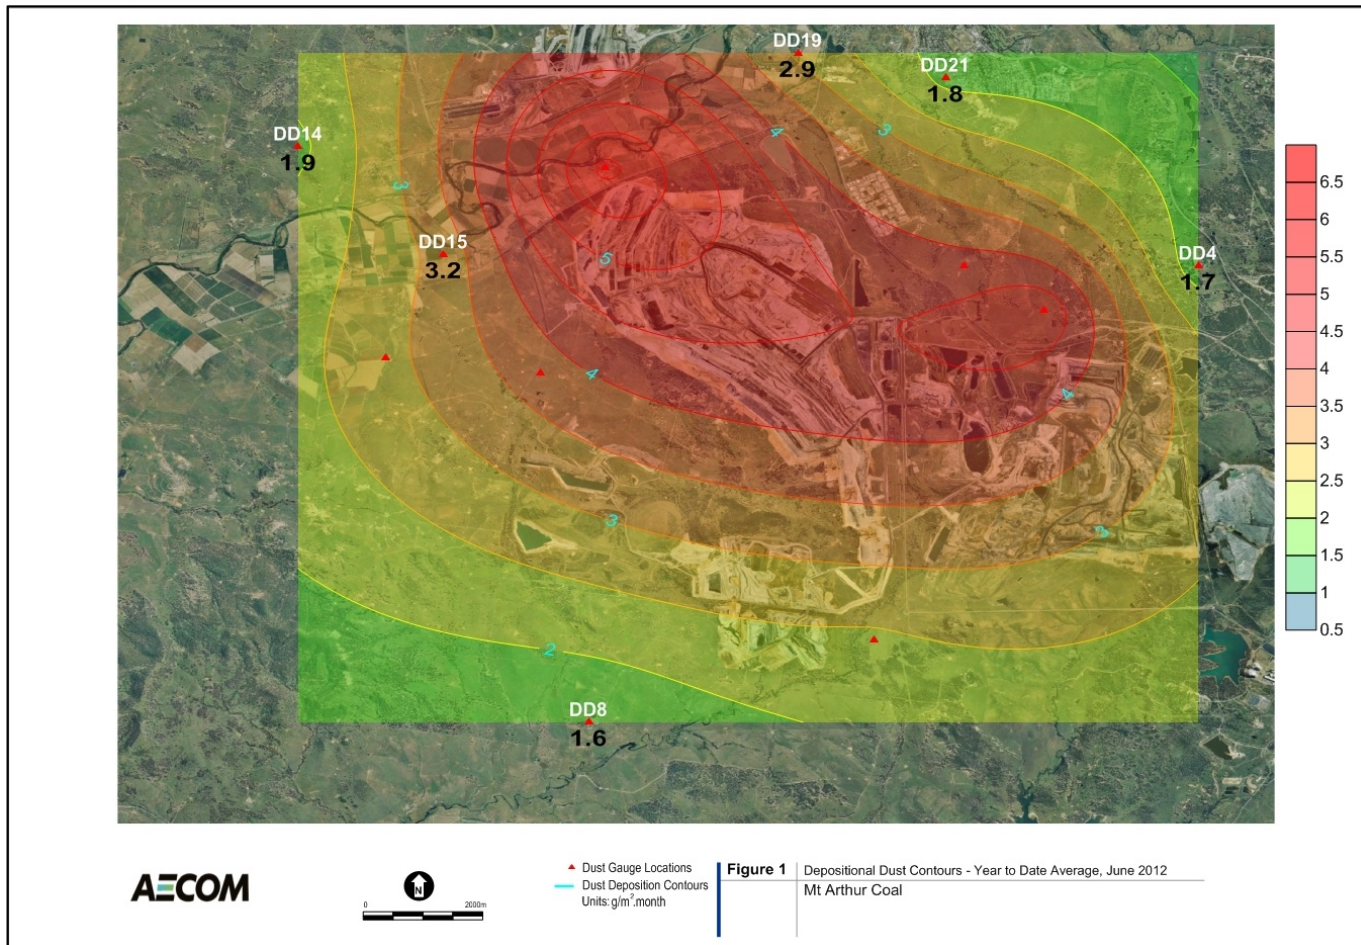 DD19
2.9
DD21
1.8
DD14
1.9
4
3
3
DD15
3.2
DD4
1.7
5
4
4
3
3
2
DD8
1.6
6.5
6
5.5
5
4.5
4
3.5
3
2.5
2
1.5
1
0.5
AECOM
N
0 2000m
Dust Gauge Locations
Dust Deposition Contours
Units: g/m².month
Figure 1 Depositional Dust Contours - Year to Date Average, June 2012
Mt Arthur Coal